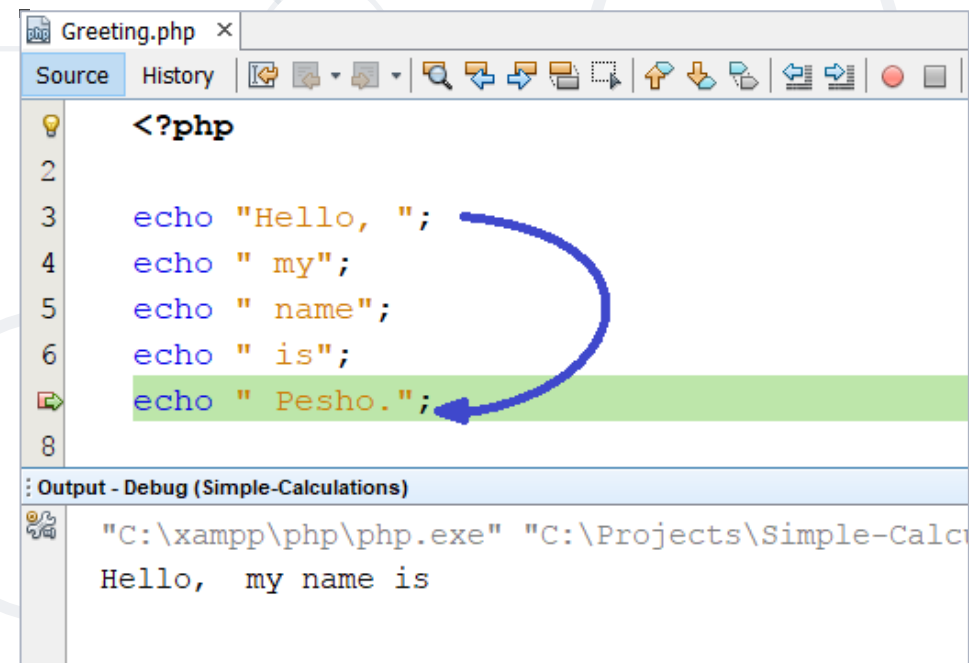 Greeting.php ×
Source History
<?php
2
3 echo "Hello, ";
4 echo " my";
5 echo " name";
6 echo " is";
echo " Pesho.";
8
Output - Debug (Simple-Calculations)
"C:\xampp\php\php.exe" "C:\Projects\Simple-Calcu
Hello,  my name is